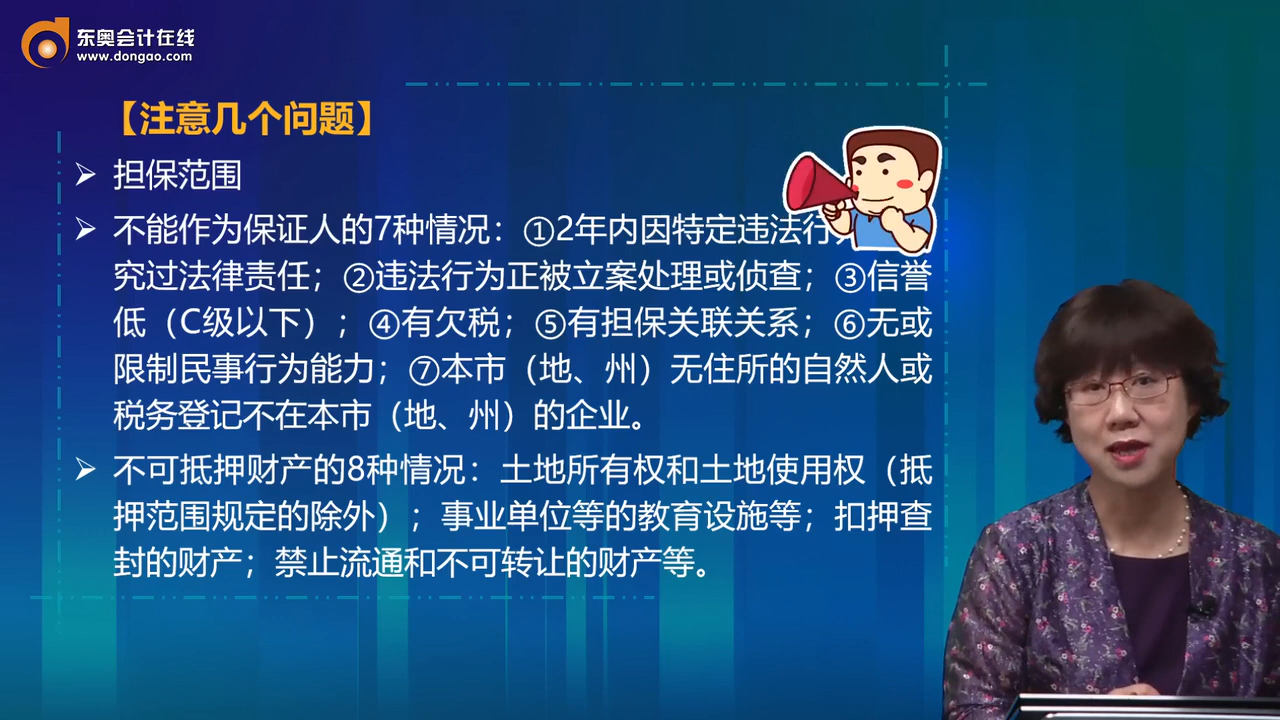 东奥会计在线
www.dongao.com
【注意几个问题】
担保范围
不能作为保证人的7种情况：①2年内因特定违法行
究过法律责任；②违法行为正被立案处理或侦查；③信誉
低（C级以下）；④有欠税；⑤有担保关联关系；⑥无或
限制民事行为能力；⑦本市（地、州）无住所的自然人或
税务登记不在本市（地、州）的企业。
不可抵押财产的8种情况：土地所有权和土地使用权（抵
押范围规定的除外）；事业单位等的教育设施等；扣押查
封的财产；禁止流通和不可转让的财产等。